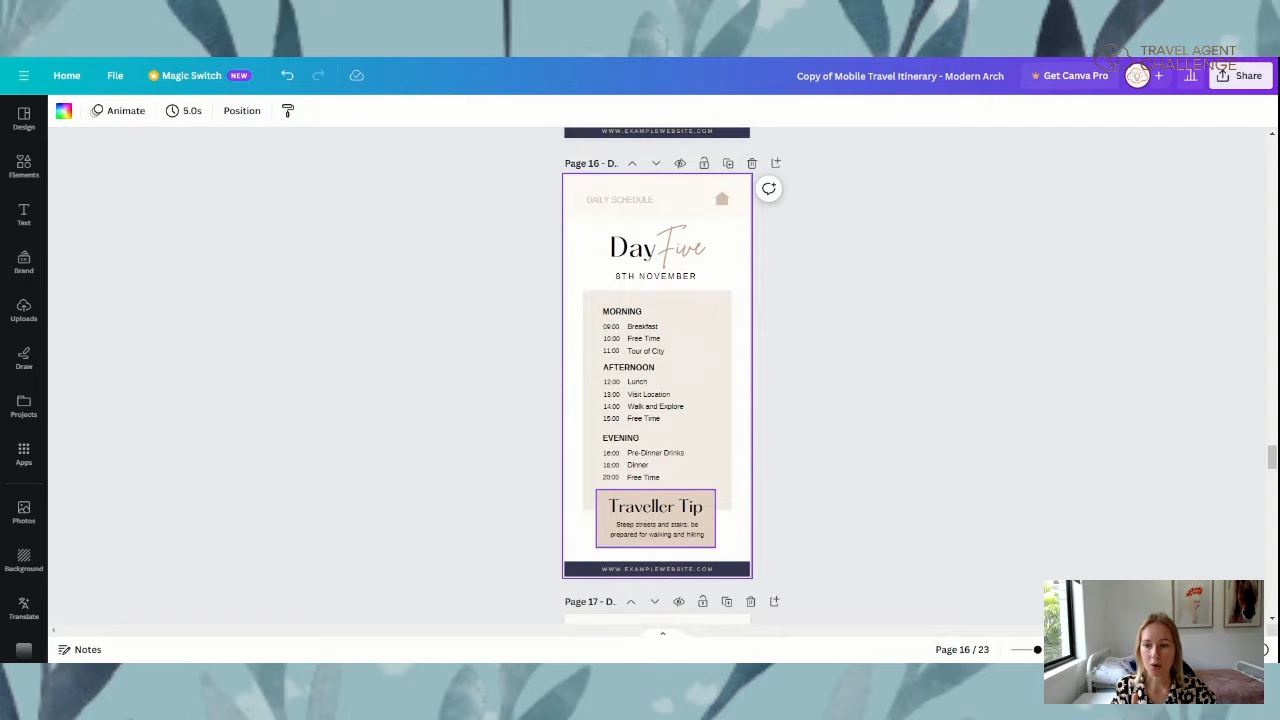 TRAVEL AGENT
CHALLENGE
Home
File
Magic Switch
NEW
Copy of Mobile Travel Itinerary - Modern Arch
Get Canva Pro
Share
Animate
5.0s
Position
Design
Elements
Text
Brand
Uploads
Draw
Projects
Apps
Photos
Background
Translate
WWW.EXAMPLEWEBSITE.COM
Page 16 - D..
DAILY SCHEDULE
Day Five
8TH NOVEMBER
MORNING
09:00 Breakfast
10:00 Free Time
11:00 Tour of City
AFTERNOON
12:00 Lunch
13:00 Visit Location
14:00 Walk and Explore
15:00 Free Time
EVENING
16:00 Pre-Dinner Drinks
18:00 Dinner
20:00 Free Time
Traveller Tip
Steep streets and stairs; be
prepared for walking and hiking
WWW.EXAMPLEWEBSITE.COM
Page 17 - D..
Notes
Page 16 / 23